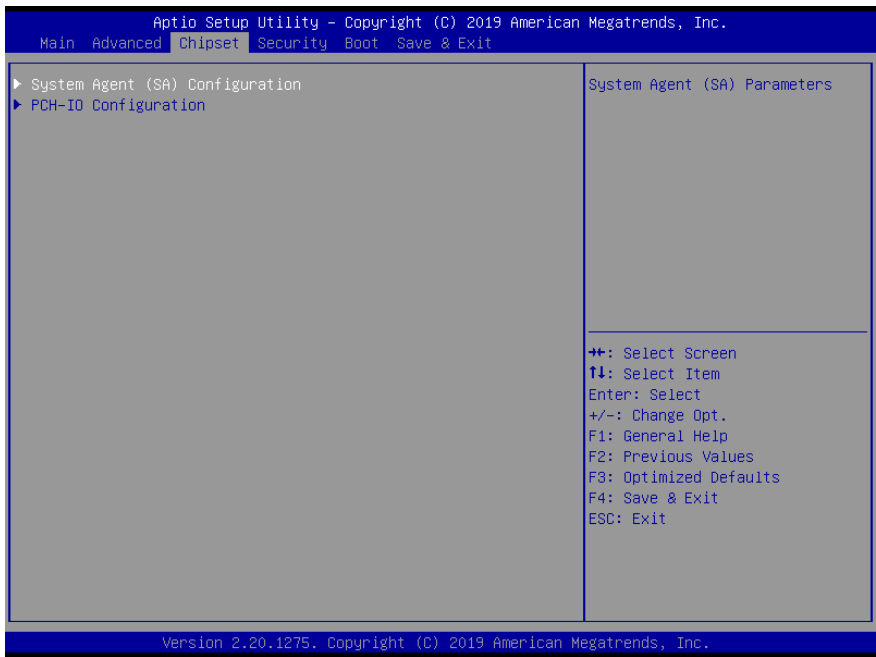 Aptio Setup Utility – Copyright (C) 2019 American Megatrends, Inc.
Main Advanced Chipset Security Boot Save & Exit
▶ System Agent (SA) Configuration
▶ PCH-IO Configuration
System Agent (SA) Parameters
→←: Select Screen
↑↓: Select Item
Enter: Select
+/-: Change Opt.
F1: General Help
F2: Previous Values
F3: Optimized Defaults
F4: Save & Exit
ESC: Exit
Version 2.20.1275. Copyright (C) 2019 American Megatrends, Inc.